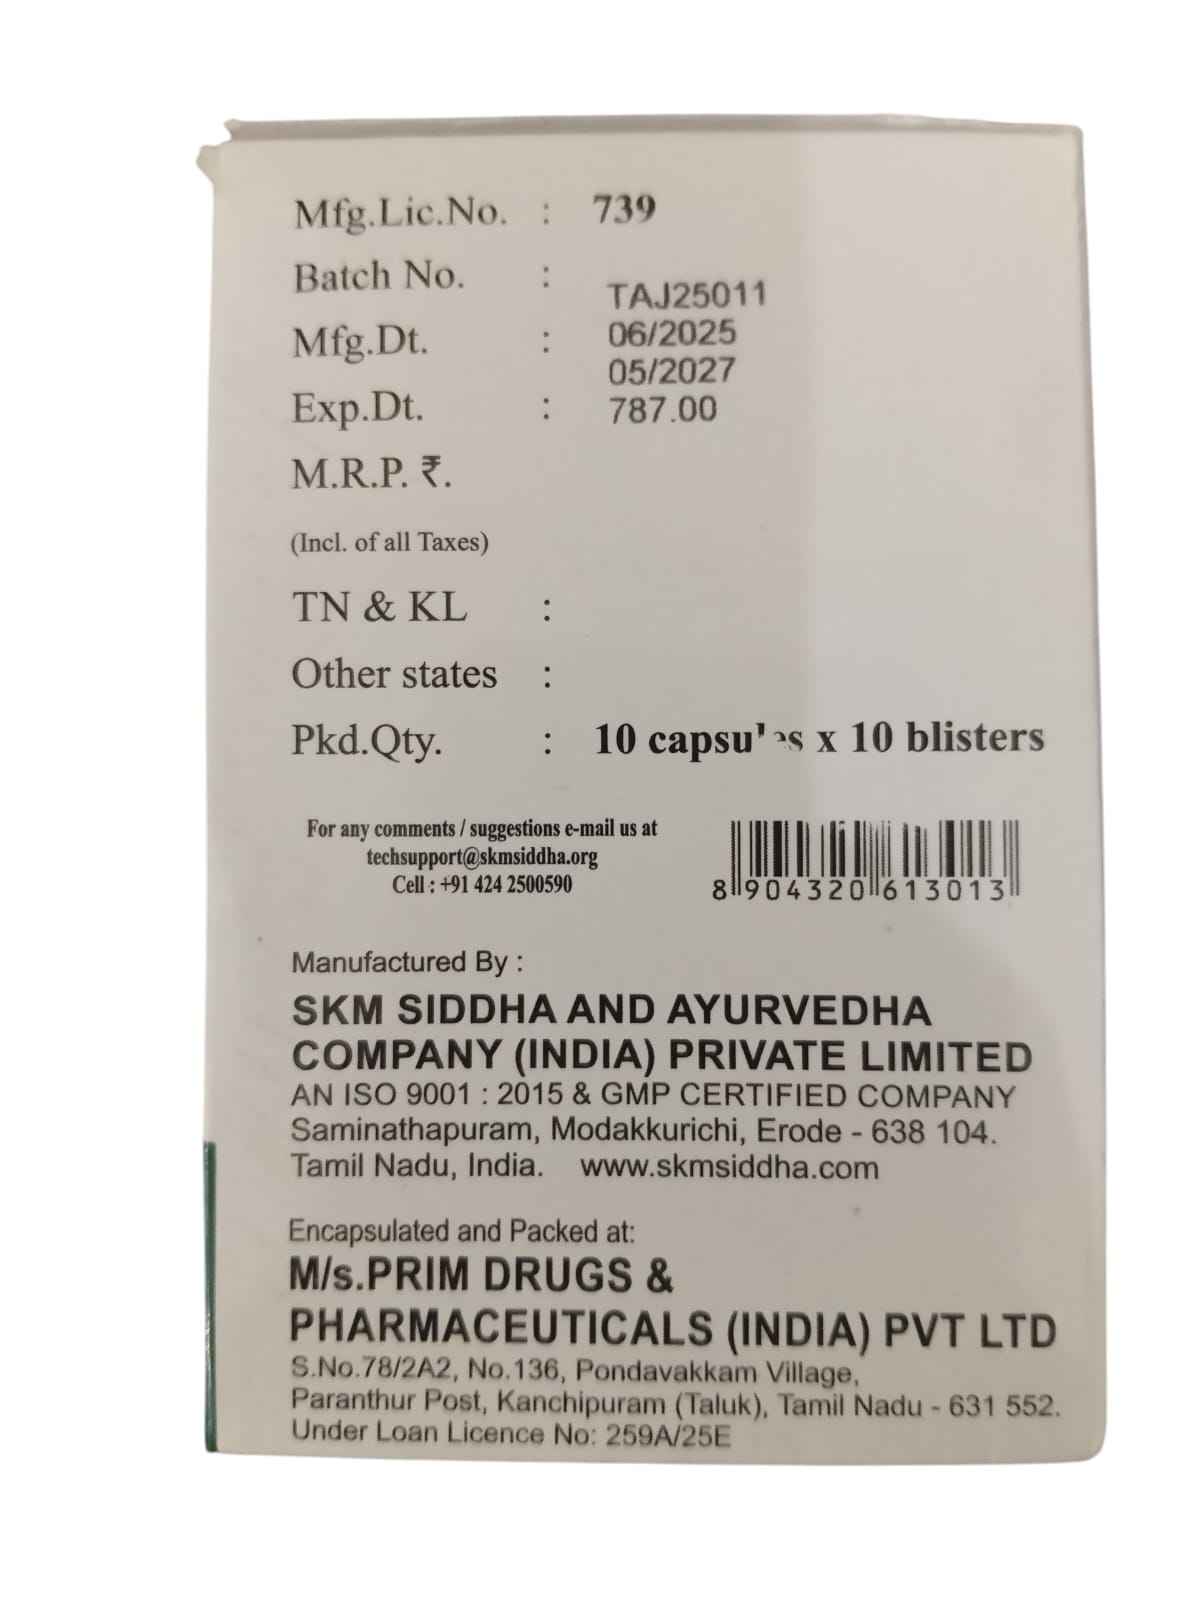 Mfg.Lic.No. : 739
Batch No. : TAJ25011
Mfg.Dt. : 06/2025
Exp.Dt. : 05/2027
M.R.P. ₹. 787.00
(Incl. of all Taxes)
TN & KL :
Other states :
Pkd.Qty. : 10 capsules x 10 blisters
For any comments / suggestions e-mail us at
techsupport@skmsiddha.org
Cell : +91 424 2500590
8 904320 613013
Manufactured By :
SKM SIDDHA AND AYURVEDHA
COMPANY (INDIA) PRIVATE LIMITED
AN ISO 9001 : 2015 & GMP CERTIFIED COMPANY
Saminathapuram, Modakkurichi, Erode - 638 104.
Tamil Nadu, India. www.skmsiddha.com
Encapsulated and Packed at:
M/s.PRIM DRUGS &
PHARMACEUTICALS (INDIA) PVT LTD
S.No.78/2A2, No.136, Pondavakkam Village,
Paranthur Post, Kanchipuram (Taluk), Tamil Nadu - 631 552.
Under Loan Licence No: 259A/25E